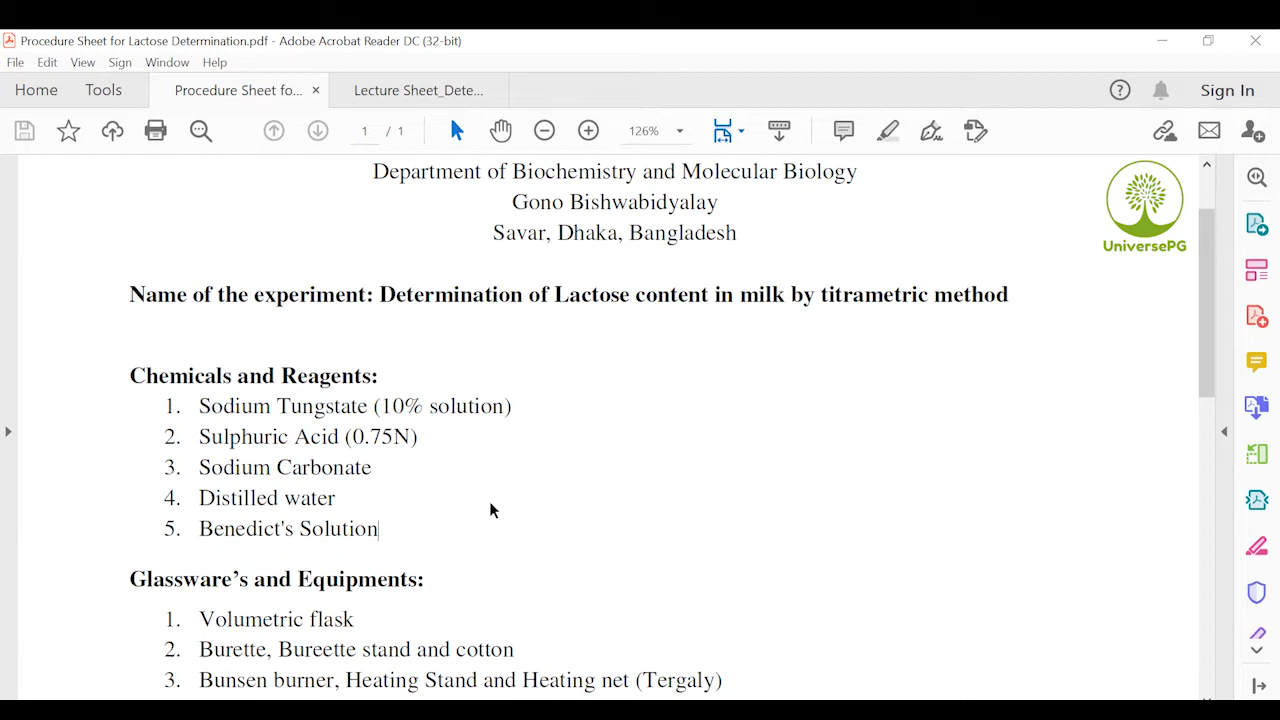 Procedure Sheet for Lactose Determination.pdf - Adobe Acrobat Reader DC (32-bit)
File Edit View Sign Window Help
Home Tools Procedure Sheet fo... × Lecture Sheet_Dete... Sign In
1 / 1 126%
Department of Biochemistry and Molecular Biology
Gono Bishwabidyalay
Savar, Dhaka, Bangladesh
UniversePG
Name of the experiment: Determination of Lactose content in milk by titrametric method
Chemicals and Reagents:
1. Sodium Tungstate (10% solution)
2. Sulphuric Acid (0.75N)
3. Sodium Carbonate
4. Distilled water
5. Benedict's Solution
Glassware’s and Equipments:
1. Volumetric flask
2. Burette, Bureette stand and cotton
3. Bunsen burner, Heating Stand and Heating net (Tergaly)